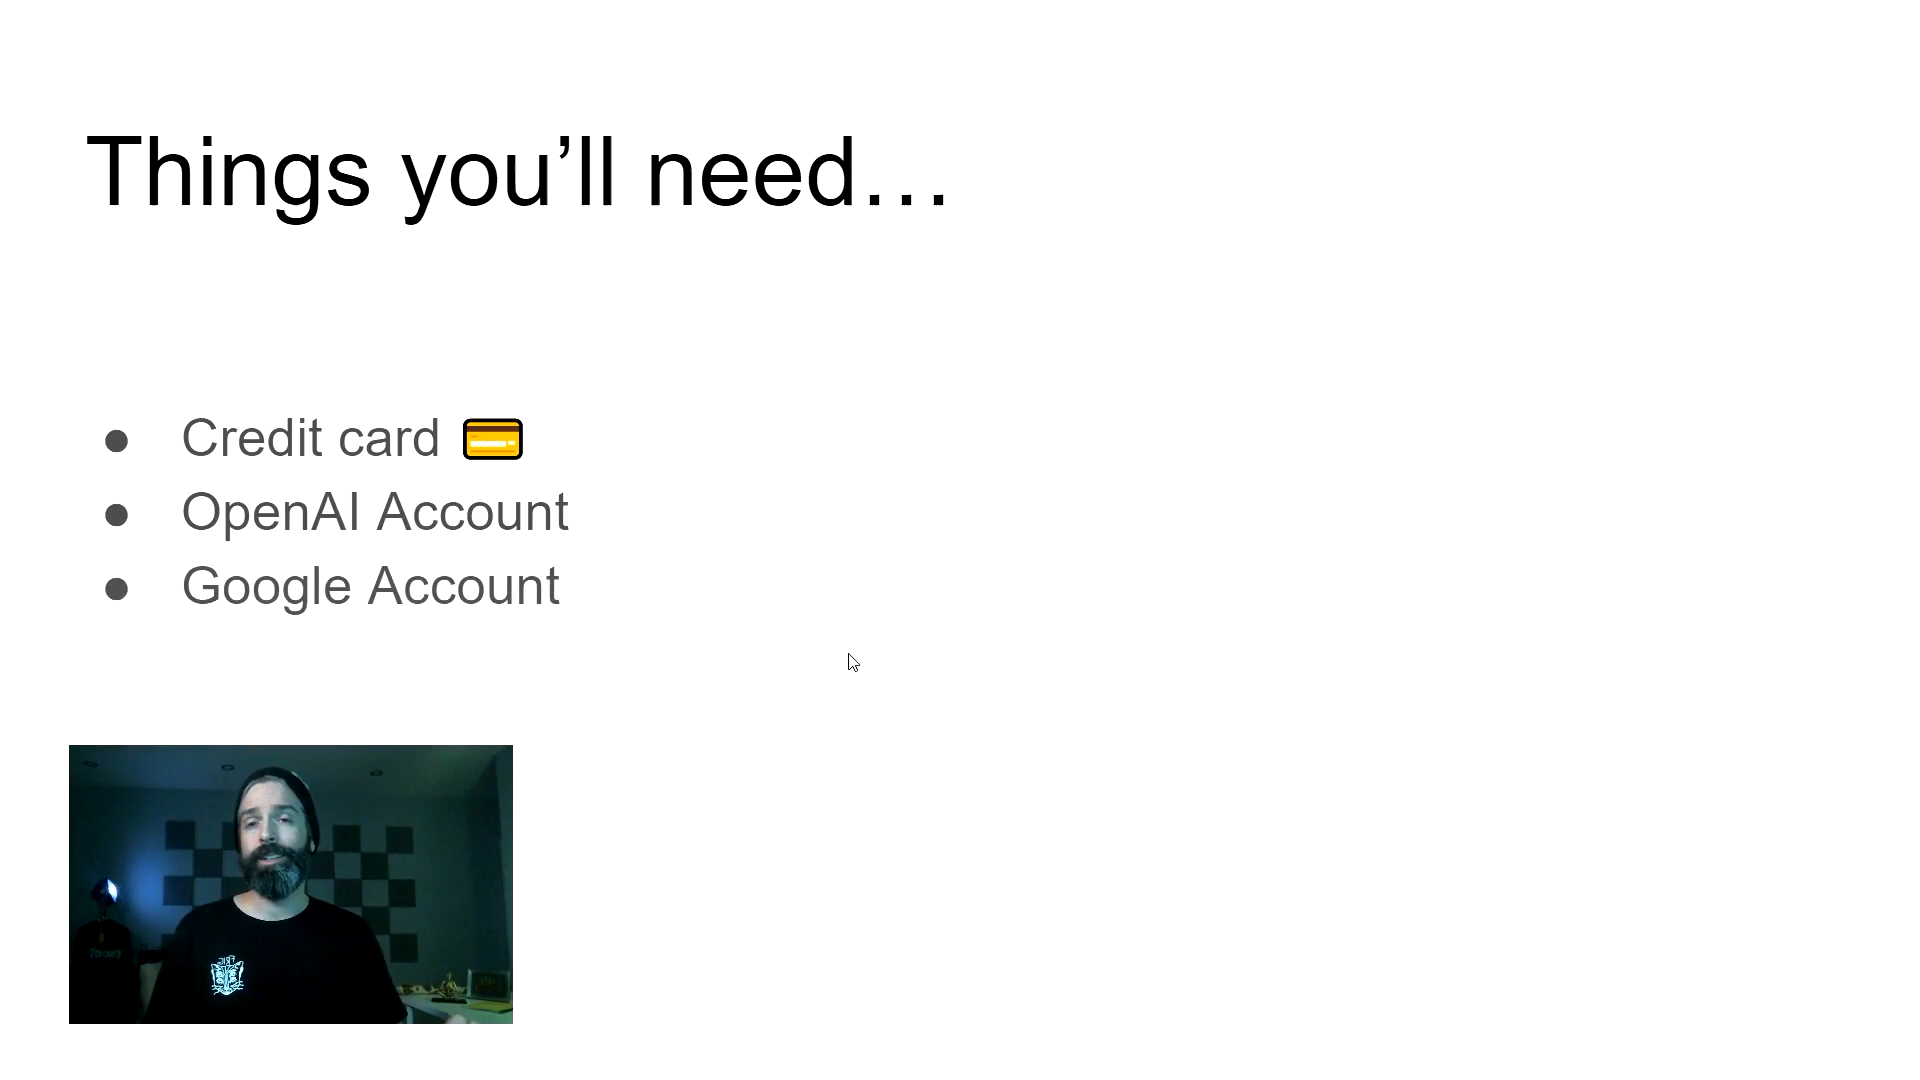 Things you’ll need…
● Credit card 💳
● OpenAI Account
● Google Account